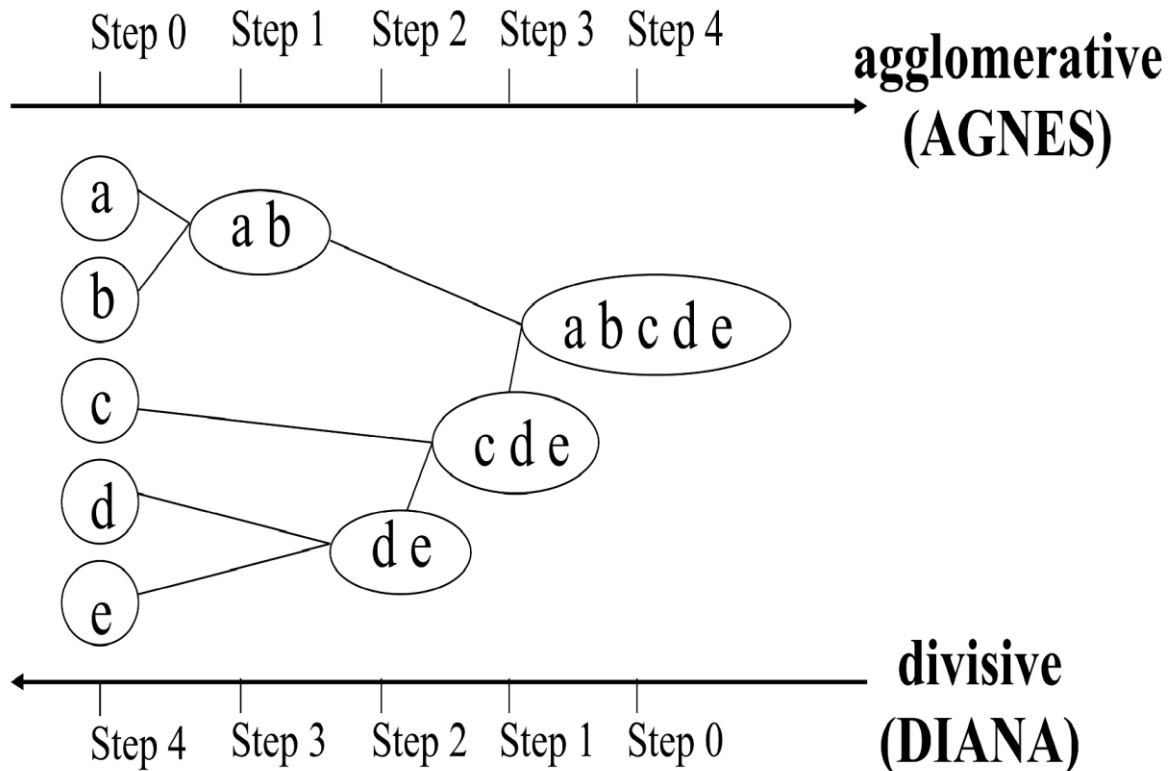 Step 0 Step 1 Step 2 Step 3 Step 4
agglomerative
(AGNES)
a
a b
b
a b c d e
c
c d e
d
d e
e
divisive
(DIANA)
Step 4 Step 3 Step 2 Step 1 Step 0